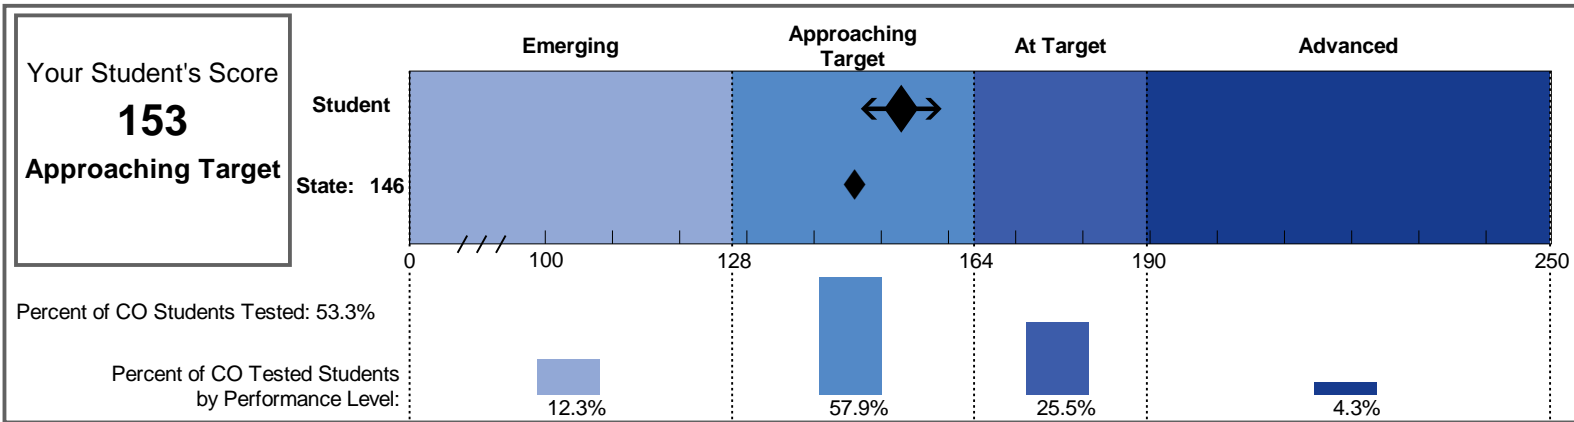 Your Student's Score
153
Approaching Target
Emerging
Approaching
Target
At Target
Advanced
Student
State: 146
0 100 128 164 190 250
Percent of CO Students Tested: 53.3%
Percent of CO Tested Students
by Performance Level:
12.3% 57.9% 25.5% 4.3%